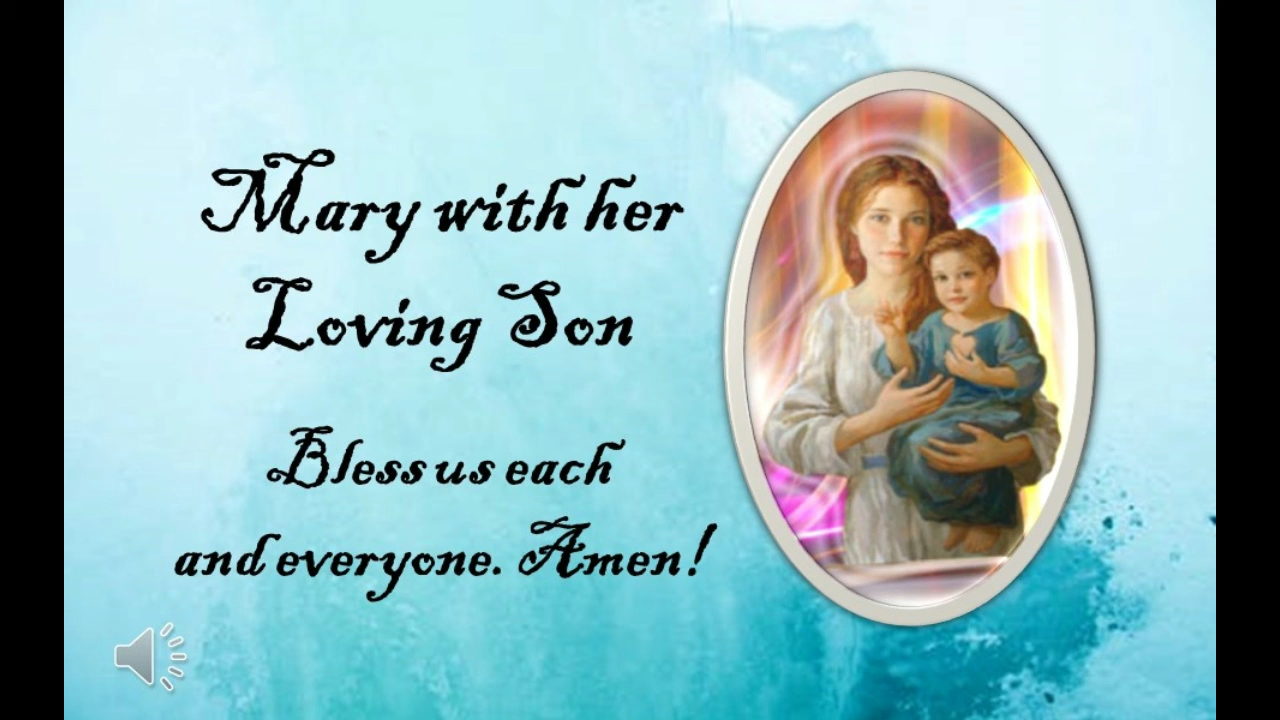 Mary with her
Loving Son
Bless us each
and everyone. Amen!